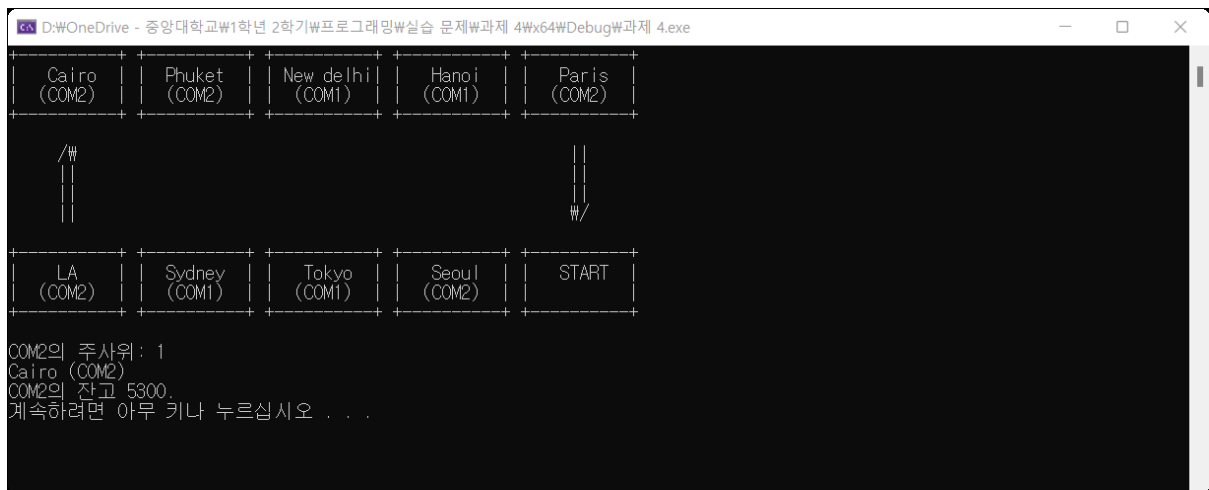 D:₩OneDrive - 중앙대학교₩1학년 2학기₩프로그래밍₩실습 문제₩과제 4₩x64₩Debug₩과제 4.exe
+----------+ +----------+ +----------+ +----------+ +----------+
| Cairo | | Phuket | | New delhi| | Hanoi | | Paris |
| (COM2) | | (COM2) | | (COM1) | | (COM1) | | (COM2) |
+----------+ +----------+ +----------+ +----------+ +----------+
/₩ ||
|| ||
|| ||
|| ₩/
+----------+ +----------+ +----------+ +----------+ +----------+
| LA | | Sydney | | Tokyo | | Seoul | | START |
| (COM2) | | (COM1) | | (COM1) | | (COM2) | | |
+----------+ +----------+ +----------+ +----------+ +----------+
COM2의 주사위: 1
Cairo (COM2)
COM2의 잔고 5300.
계속하려면 아무 키나 누르십시오 . . .